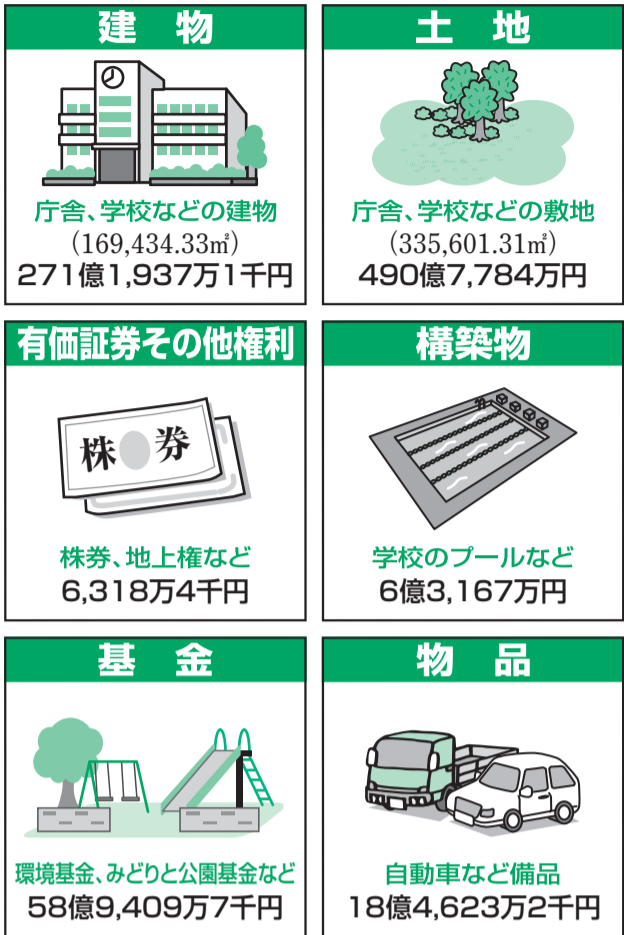 建 物
庁舎、学校などの建物
(169,434.33㎡)
271億1,937万1千円
土 地
庁舎、学校などの敷地
(335,601.31㎡)
490億7,784万円
有価証券その他権利
株 券
株券、地上権など
6,318万4千円
構築物
学校のプールなど
6億3,167万円
基 金
環境基金、みどりと公園基金など
58億9,409万7千円
物 品
自動車など備品
18億4,623万2千円